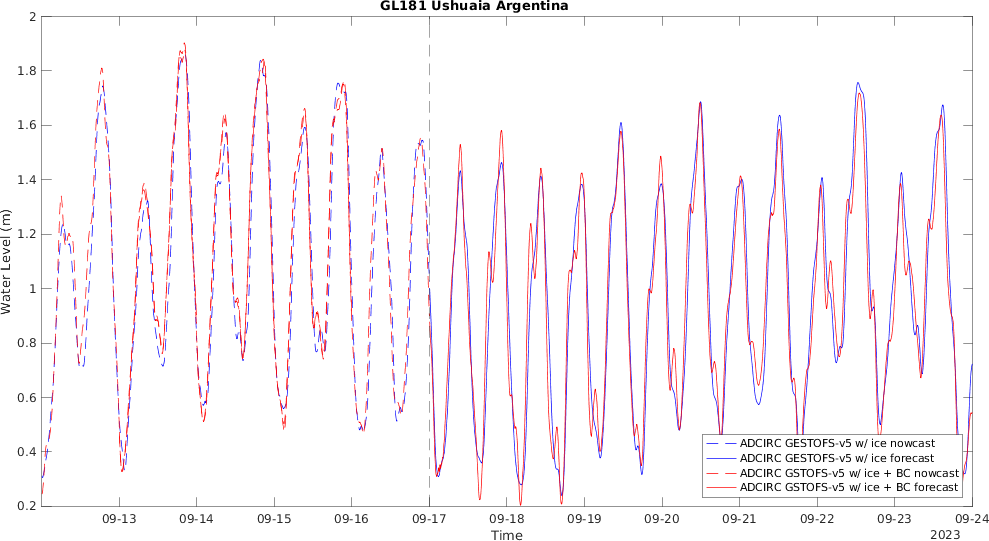 GL181 Ushuaia Argentina
2
1.8
1.6
1.4
1.2
1
0.8
0.6
0.4
0.2
Water Level (m)
09-13 09-14 09-15 09-16 09-17 09-18 09-19 09-20 09-21 09-22 09-23 09-24
Time
2023
ADCIRC GESTOFS-v5 w/ ice nowcast
ADCIRC GESTOFS-v5 w/ ice forecast
ADCIRC GSTOFS-v5 w/ ice + BC nowcast
ADCIRC GSTOFS-v5 w/ ice + BC forecast